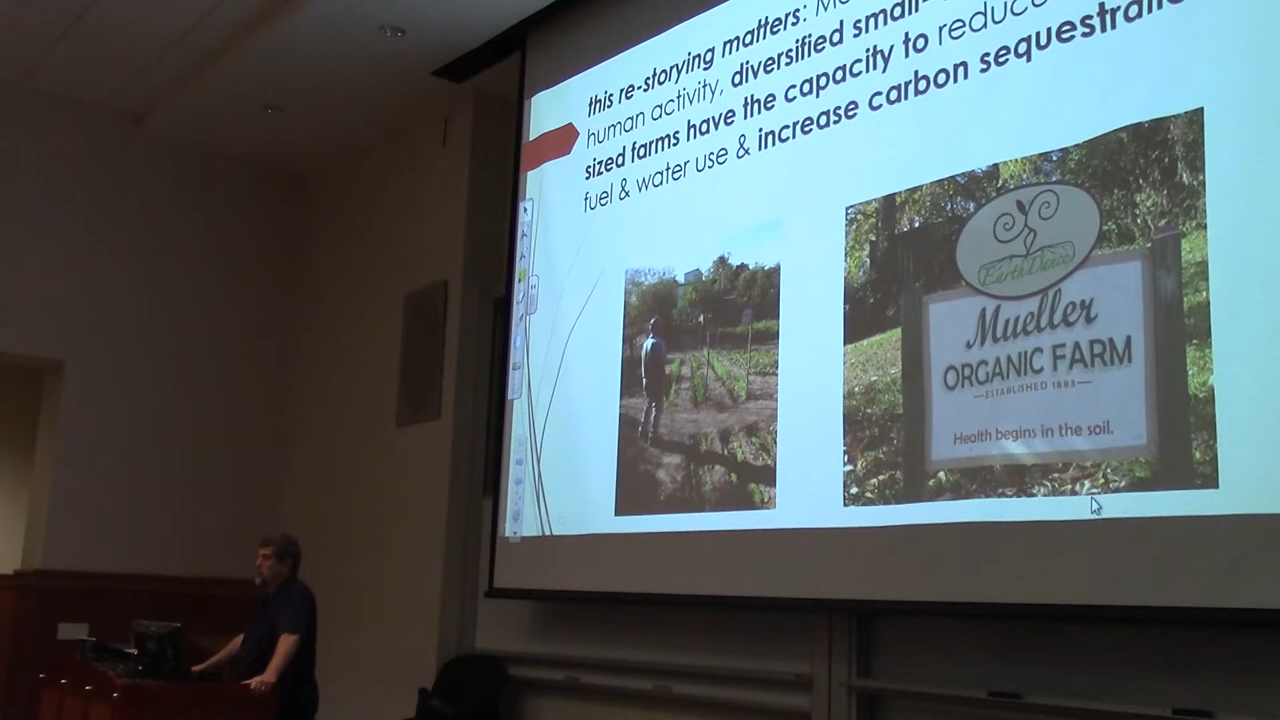 this re-storying matters:
human activity, diversified small-
sized farms have the capacity to reduce
fuel & water use & increase carbon sequestratio
EarthDance
Mueller
ORGANIC FARM
ESTABLISHED 1883
Health begins in the soil.